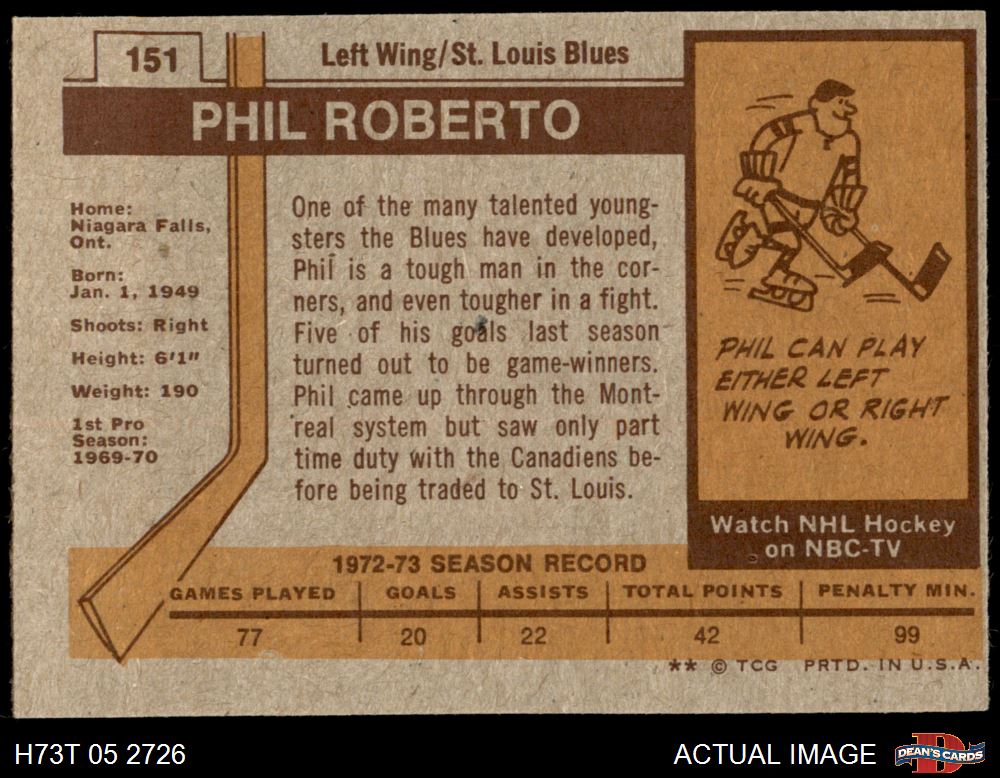 151
Left Wing/St. Louis Blues
PHIL ROBERTO
Home:
Niagara Falls,
Ont.
Born:
Jan. 1, 1949
Shoots: Right
Height: 6'1"
Weight: 190
1st Pro
Season:
1969-70
One of the many talented young-
sters the Blues have developed,
Phil is a tough man in the cor-
ners, and even tougher in a fight.
Five of his goals last season
turned out to be game-winners.
Phil came up through the Mont-
real system but saw only part
time duty with the Canadiens be-
fore being traded to St. Louis.
PHIL CAN PLAY
EITHER LEFT
WING OR RIGHT
WING.
Watch NHL Hockey
on NBC-TV
1972-73 SEASON RECORD
GAMES PLAYED GOALS ASSISTS TOTAL POINTS PENALTY MIN.
77 20 22 42 99
** © TCG PRTD. IN U.S.A.
H73T 05 2726
ACTUAL IMAGE
DEAN'S CARDS